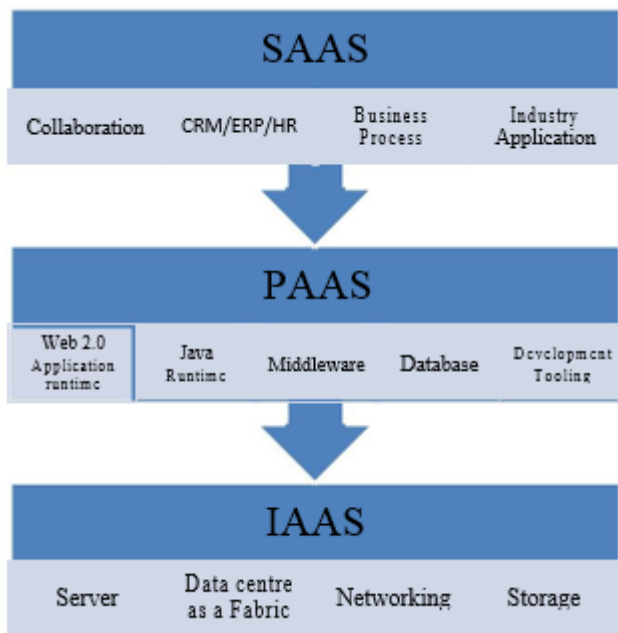 SAAS
Collaboration
CRM/ERP/HR
Business
Process
Industry
Application
PAAS
Web 2.0
Application
runtime
Java
Runtime
Middleware
Database
Development
Tooling
IAAS
Server
Data centre
as a Fabric
Networking
Storage